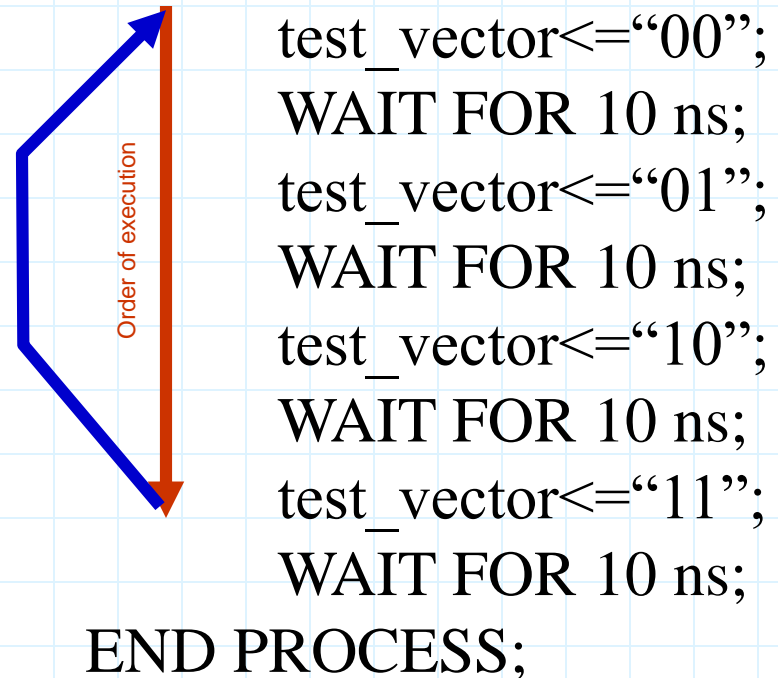 test_vector<=“00”;
WAIT FOR 10 ns;
test_vector<=“01”;
WAIT FOR 10 ns;
test_vector<=“10”;
WAIT FOR 10 ns;
test_vector<=“11”;
WAIT FOR 10 ns;
END PROCESS;
Order of execution